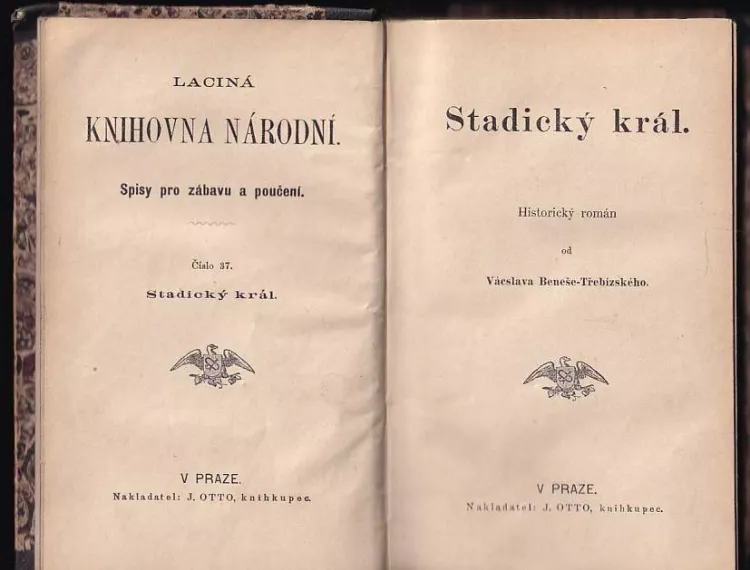 LACINÁ
KNIHOVNA NÁRODNÍ.
Spisy pro zábavu a poučení.
Číslo 37.
Stadický král.
V PRAZE.
Nakladatel: J. OTTO, knihkupec.
Stadický král.
Historický román
od
Vácslava Beneše-Třebízského.
V PRAZE.
Nakladatel: J. OTTO, knihkupec.